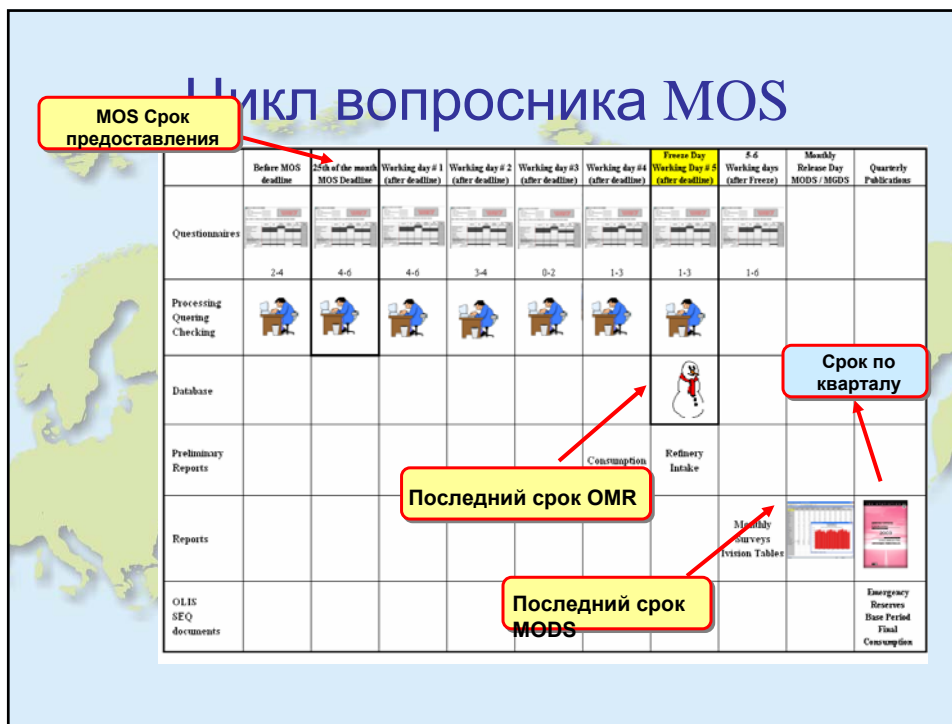 Цикл вопросника MOS
MOS Срок
предоставления
Before MOS
deadline
25th of the month
MOS Deadline
Working day # 1
(after deadline)
Working day # 2
(after deadline)
Working day #3
(after deadline)
Working day #4
(after deadline)
Freeze Day
Working Day # 5
(after deadline)
5-6
Working days
(after Freeze)
Monthly
Release Day
MODS / MGDS
Quarterly
Publications
Questionnaires
2-4
4-6
4-6
3-4
0-2
1-3
1-3
1-6
Processing
Quering
Checking
Срок по
кварталу
Database
Preliminary
Reports
Consumption
Refinery
Intake
Последний срок OMR
Reports
Monthly
Surveys
Ivision Tables
Последний срок
MODS
OLIS
SEQ
documents
Emergency
Reserves
Base Period
Final
Consumption